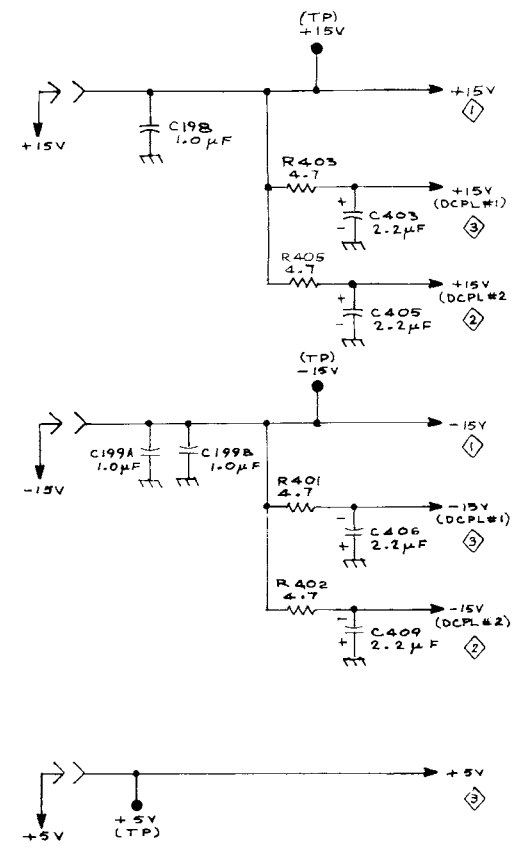 (TP)
+15V
+15V
+15V
1
C198
1.0µF
R403
4.7
+15V
(DCPL#1)
3
+
C403
-
2.2µF
R405
4.7
+15V
(DCPL#2
2
+
C405
-
2.2µF
(TP)
-15V
-15V
-15V
1
C199A
1.0µF
C199B
1.0µF
R401
4.7
-15V
(DCPL#1)
3
-
C406
+
2.2µF
R402
4.7
-15V
(DCPL#2)
2
-
C409
+
2.2µF
+5V
3
+5V
+5V
(TP)